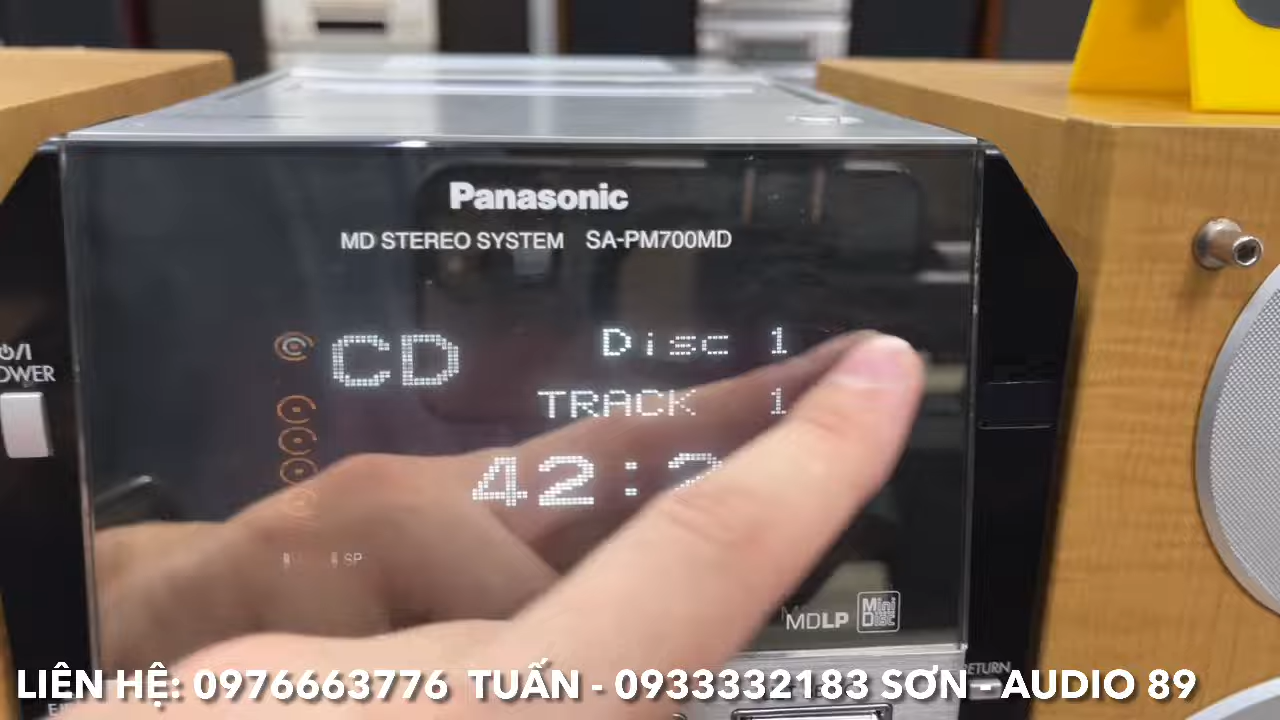 Panasonic
MD STEREO SYSTEM SA-PM700MD
CD Disc 1
TRACK 1
42:2
⏻/I
SP
MDLP Mini Disc
LIÊN HỆ: 0976663776 TUẤN - 0933332183 SƠN - AUDIO 89